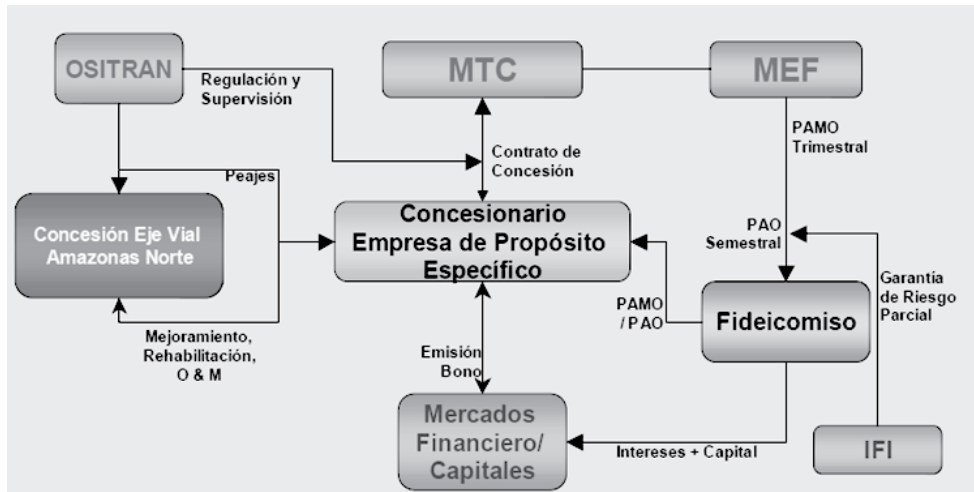 OSITRAN
Regulación y
Supervisión
MTC
MEF
PAMO
Trimestral
Contrato de
Concesión
Peajes
Concesión Eje Vial
Amazonas Norte
Concesionario
Empresa de Propósito
Específico
PAO
Semestral
Garantía
de Riesgo
Parcial
PAMO
/ PAO
Fideicomiso
Mejoramiento,
Rehabilitación,
O & M
Emisión
Bono
Mercados
Financiero/
Capitales
Intereses + Capital
IFI